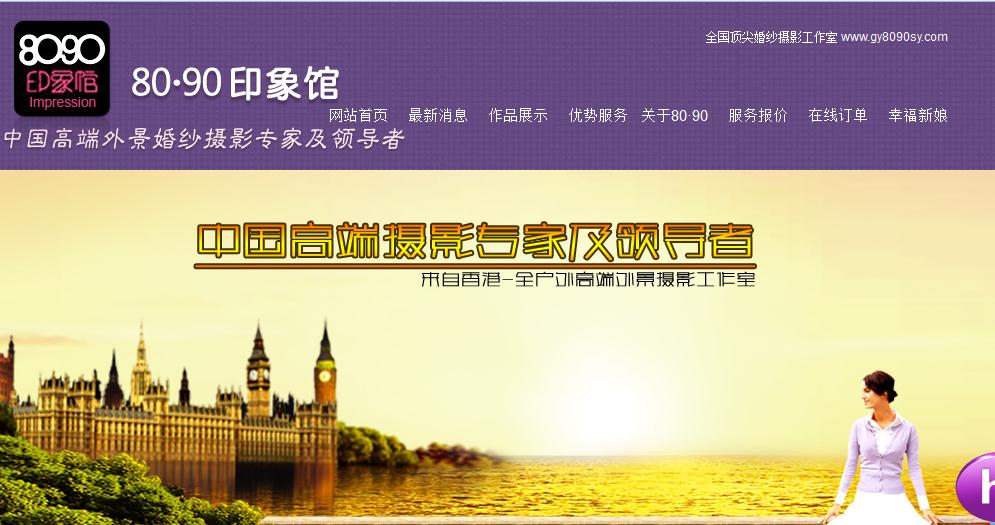 全国顶尖婚纱摄影工作室 www.gy8090sy.com
8090
印象馆
Impression
80·90 印象馆
网站首页 最新消息 作品展示 优势服务 关于80·90 服务报价 在线订单 幸福新娘
中国高端外景婚纱摄影专家及领导者
中国高端摄影专家及领导者
来自香港-全户外高端外景摄影工作室
h